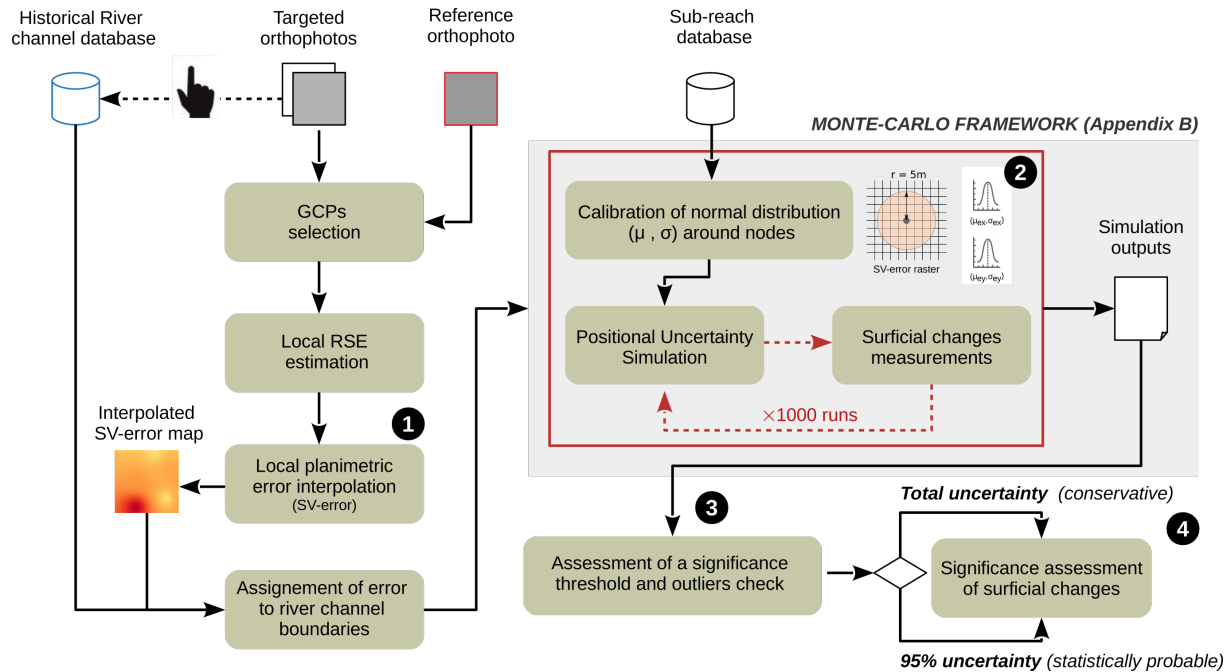 Historical River
channel database
Targeted
orthophotos
Reference
orthophoto
Sub-reach
database
MONTE-CARLO FRAMEWORK (Appendix B)
GCPs
selection
Local RSE
estimation
Interpolated
SV-error map
1
Local planimetric
error interpolation
(SV-error)
Assignement of error
to river channel
boundaries
Calibration of normal distribution
(μ , σ) around nodes
r = 5m
SV-error raster
(μex,σex)
(μey,σey)
2
Positional Uncertainty
Simulation
Surficial changes
measurements
×1000 runs
Simulation
outputs
3
Assessment of a significance
threshold and outliers check
Total uncertainty (conservative)
4
Significance assessment
of surficial changes
95% uncertainty (statistically probable)